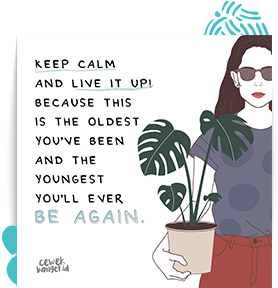 KEEP CALM
AND LIVE IT UP!
BECAUSE THIS
IS THE OLDEST
YOU'VE BEEN
AND THE
YOUNGEST
YOU'LL EVER
BE AGAIN.
cewek
banget.id